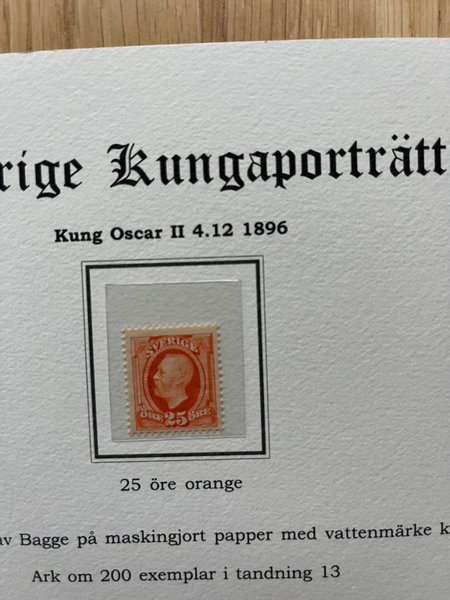 Kungaporträtt
Kung Oscar II 4.12 1896
SVERIGE
ÖRE 25 ÖRE
25 öre orange
av Bagge på maskingjort papper med vattenmärke
Ark om 200 exemplar i tandning 13